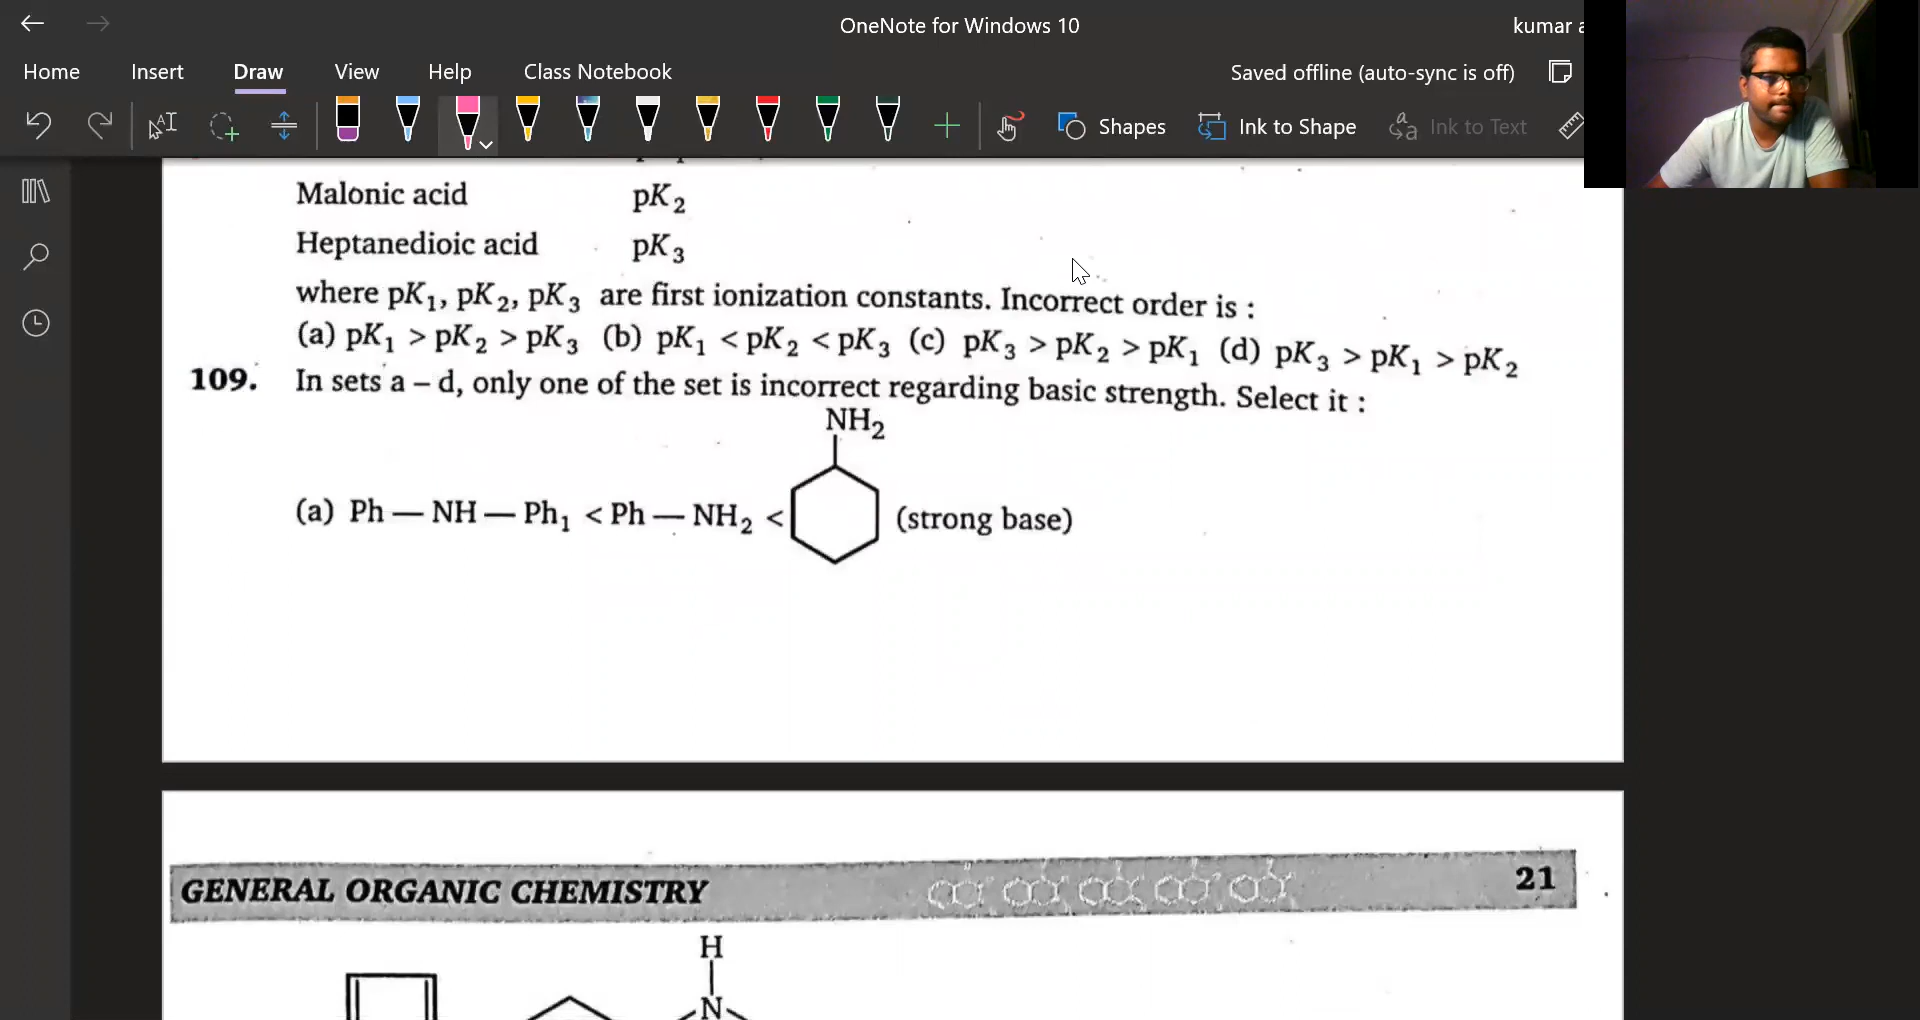 OneNote for Windows 10
kumar a
Home Insert Draw View Help Class Notebook
Saved offline (auto-sync is off)
Shapes Ink to Shape Ink to Text
Malonic acid pK2
Heptanedioic acid pK3
where pK1, pK2, pK3 are first ionization constants. Incorrect order is :
(a) pK1 > pK2 > pK3 (b) pK1 < pK2 < pK3 (c) pK3 > pK2 > pK1 (d) pK3 > pK1 > pK2
109. In sets a – d, only one of the set is incorrect regarding basic strength. Select it :
NH2
(a) Ph — NH — Ph1 < Ph — NH2 < (strong base)
GENERAL ORGANIC CHEMISTRY 21
H
N